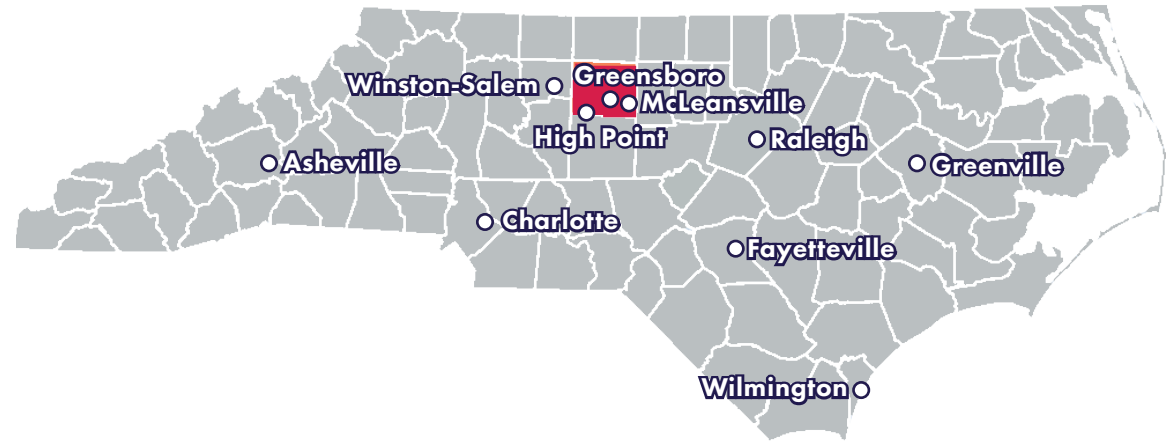 Greensboro
Winston-Salem
McLeansville
High Point
Raleigh
Asheville
Greenville
Charlotte
Fayetteville
Wilmington